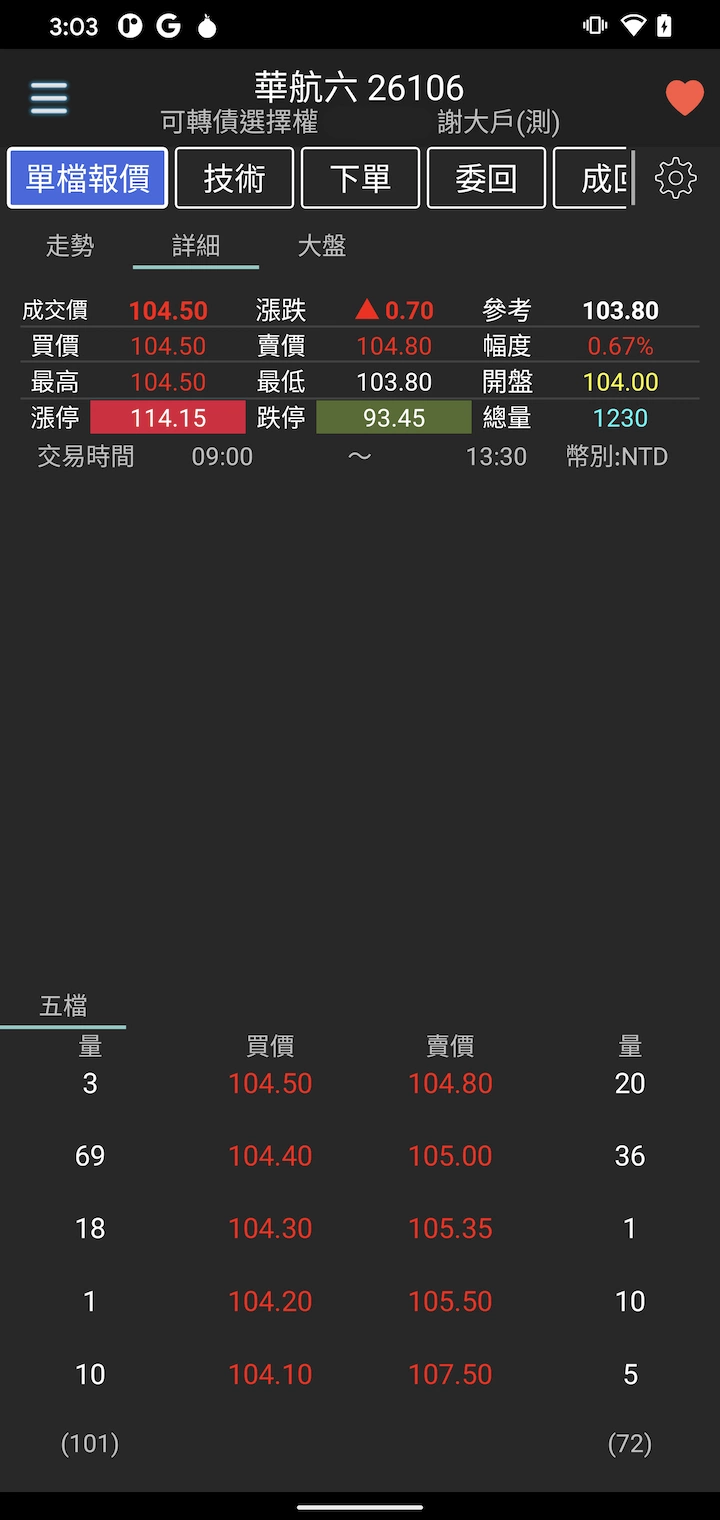 3:03
華航六 26106
可轉債選擇權 謝大戶(測)
單檔報價 技術 下單 委回
走勢 詳細 大盤
成交價 104.50 漲跌 ▲ 0.70 參考 103.80
買價 104.50 賣價 104.80 幅度 0.67%
最高 104.50 最低 103.80 開盤 104.00
漲停 114.15 跌停 93.45 總量 1230
交易時間 09:00 ～ 13:30 幣別:NTD
五檔
量 買價 賣價 量
3 104.50 104.80 20
69 104.40 105.00 36
18 104.30 105.35 1
1 104.20 105.50 10
10 104.10 107.50 5
(101) (72)